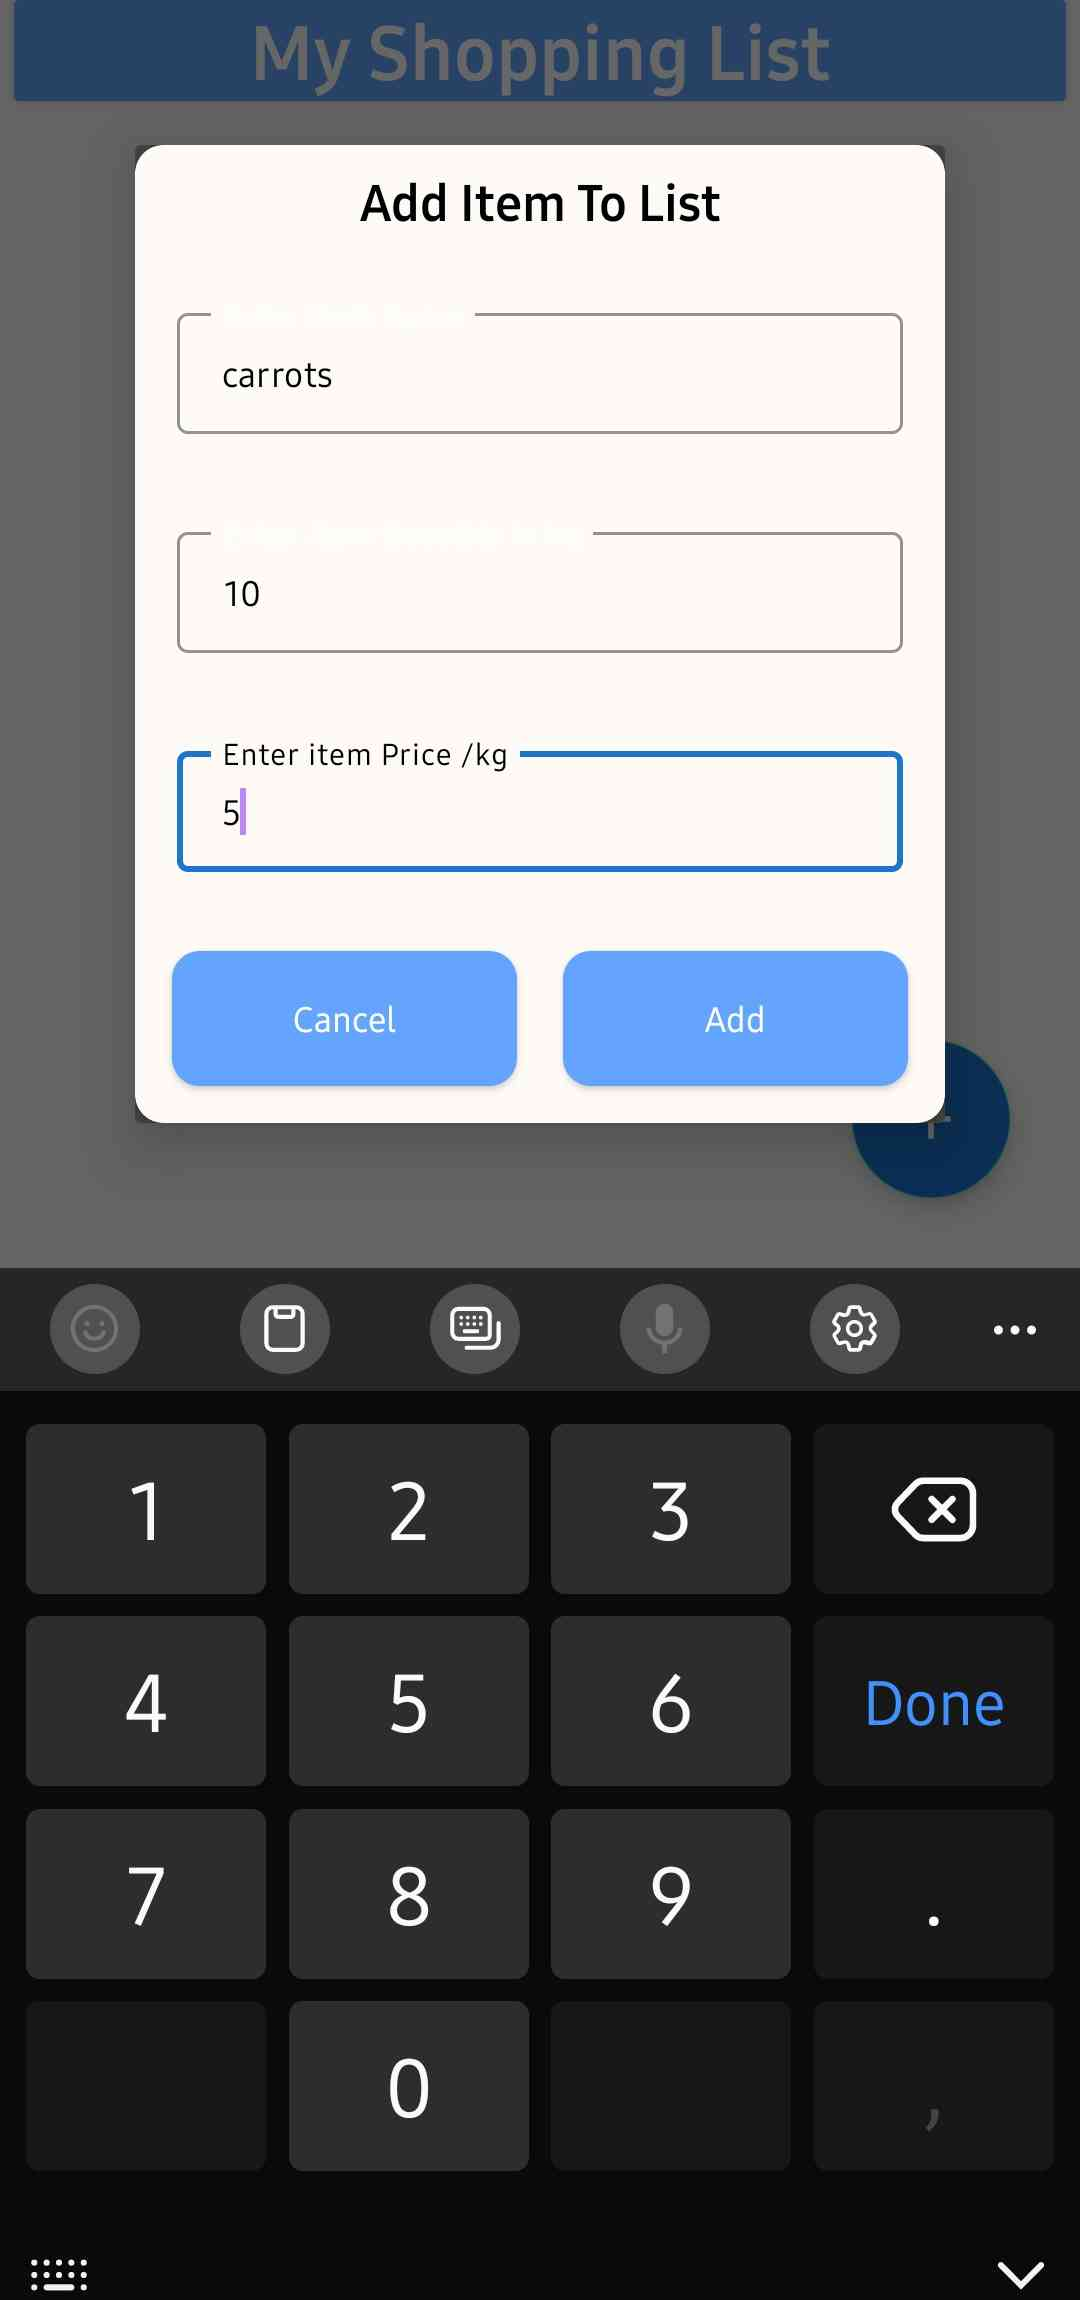 My Shopping List
Add Item To List
carrots
10
Enter item Price /kg
5
Cancel
Add
1 2 3
4 5 6 Done
7 8 9 .
0 ,